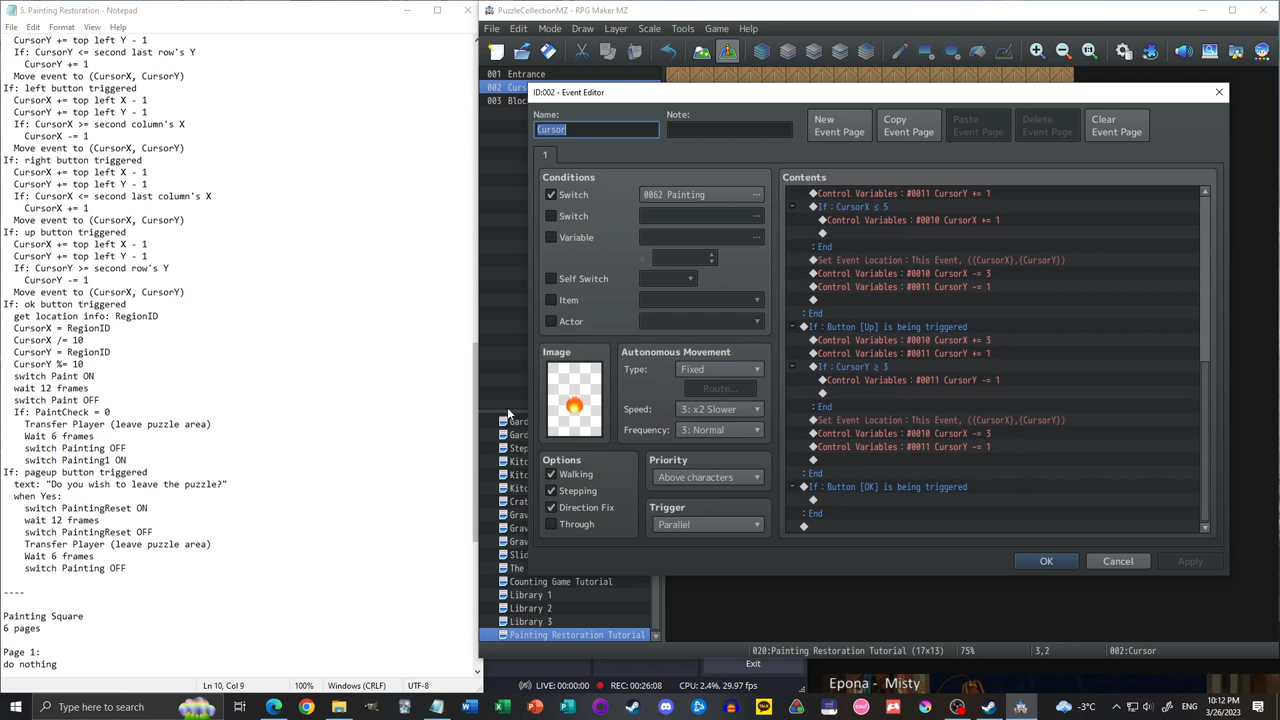 5. Painting Restoration - Notepad
File Edit Format View Help
CursorY += top left Y - 1
If: CursorY <= second last row's Y
CursorY += 1
Move event to (CursorX, CursorY)
If: left button triggered
CursorX += top left X - 1
CursorY += top left Y - 1
If: CursorX >= second column's X
CursorX -= 1
Move event to (CursorX, CursorY)
If: right button triggered
CursorX += top left X - 1
CursorY += top left Y - 1
If: CursorX <= second last column's X
CursorX += 1
Move event to (CursorX, CursorY)
If: up button triggered
CursorX += top left X - 1
CursorY += top left Y - 1
If: CursorY >= second row's Y
CursorY -= 1
Move event to (CursorX, CursorY)
If: ok button triggered
get location info: RegionID
CursorX = RegionID
CursorX /= 10
CursorY = RegionID
CursorY %= 10
switch Paint ON
wait 12 frames
switch Paint OFF
If: PaintCheck = 0
Transfer Player (leave puzzle area)
Wait 6 frames
switch Painting OFF
switch Painting1 ON
If: pageup button triggered
text: "Do you wish to leave the puzzle?"
when Yes:
switch PaintingReset ON
wait 12 frames
switch PaintingReset OFF
Transfer Player (leave puzzle area)
Wait 6 frames
switch Painting OFF
----
Painting Square
6 pages
Page 1:
do nothing
Ln 10, Col 9 100% Windows (CRLF) UTF-8
PuzzleCollectionMZ - RPG Maker MZ
File Edit Mode Draw Layer Scale Tools Game Help
001 Entrance
002 Curs
003 Bloc
Gard
Gard
Step
Kitc
Kitc
Kitc
Crat
Grav
Grav
Grav
Slid
The
Counting Game Tutorial
Library 1
Library 2
Library 3
Painting Restoration Tutorial
020:Painting Restoration Tutorial (17x13) 75% 3,2 002:Cursor
ID:002 - Event Editor
Name:
Cursor
Note:
New Event Page
Copy Event Page
Paste Event Page
Delete Event Page
Clear Event Page
1
Conditions
Switch 0062 Painting ...
Switch ...
Variable ...
≥
Self Switch
Item
Actor
Image
Autonomous Movement
Type: Fixed
Route...
Speed: 3: x2 Slower
Frequency: 3: Normal
Options
Walking
Stepping
Direction Fix
Through
Priority
Above characters
Trigger
Parallel
Contents
◆Control Variables : #0011 CursorY += 1
◆If : CursorX ≤ 5
◆Control Variables : #0010 CursorX += 1
◆
: End
◆Set Event Location : This Event, ({CursorX},{CursorY})
◆Control Variables : #0010 CursorX -= 3
◆Control Variables : #0011 CursorY -= 1
◆
: End
◆If : Button [Up] is being triggered
◆Control Variables : #0010 CursorX += 3
◆Control Variables : #0011 CursorY += 1
◆If : CursorY ≥ 3
◆Control Variables : #0011 CursorY -= 1
◆
: End
◆Set Event Location : This Event, ({CursorX},{CursorY})
◆Control Variables : #0010 CursorX -= 3
◆Control Variables : #0011 CursorY -= 1
◆
: End
◆If : Button [OK] is being triggered
◆
: End
◆
OK Cancel Apply
Exit
LIVE: 00:00:00 REC: 00:26:08 CPU: 2.4%, 29.97 fps
Epona - Misty
Type here to search
-3°C
10:12 PM
3/26/2023